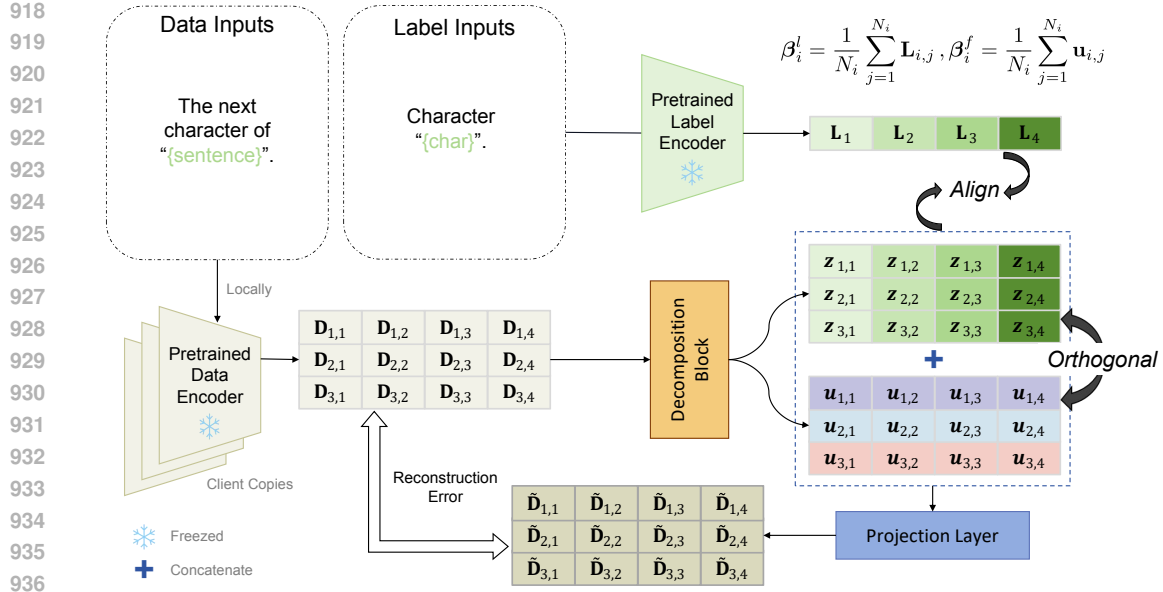 918
919
920
921
922
923
924
925
926
927
928
929
930
931
932
933
934
935
936
Data Inputs
The next
character of
“{sentence}”.
Label Inputs
Character
“{char}”.
Pretrained
Label
Encoder
β_i^l = \frac{1}{N_i} \sum_{j=1}^{N_i} L_{i,j} , β_i^f = \frac{1}{N_i} \sum_{j=1}^{N_i} u_{i,j}
L_1 L_2 L_3 L_4
Align
Locally
Pretrained
Data
Encoder
Client Copies
D_{1,1} D_{1,2} D_{1,3} D_{1,4}
D_{2,1} D_{2,2} D_{2,3} D_{2,4}
D_{3,1} D_{3,2} D_{3,3} D_{3,4}
Decomposition
Block
z_{1,1} z_{1,2} z_{1,3} z_{1,4}
z_{2,1} z_{2,2} z_{2,3} z_{2,4}
z_{3,1} z_{3,2} z_{3,3} z_{3,4}
+
Orthogonal
u_{1,1} u_{1,2} u_{1,3} u_{1,4}
u_{2,1} u_{2,2} u_{2,3} u_{2,4}
u_{3,1} u_{3,2} u_{3,3} u_{3,4}
Reconstruction
Error
D̃_{1,1} D̃_{1,2} D̃_{1,3} D̃_{1,4}
D̃_{2,1} D̃_{2,2} D̃_{2,3} D̃_{2,4}
D̃_{3,1} D̃_{3,2} D̃_{3,3} D̃_{3,4}
Projection Layer
Freezed
+ Concatenate